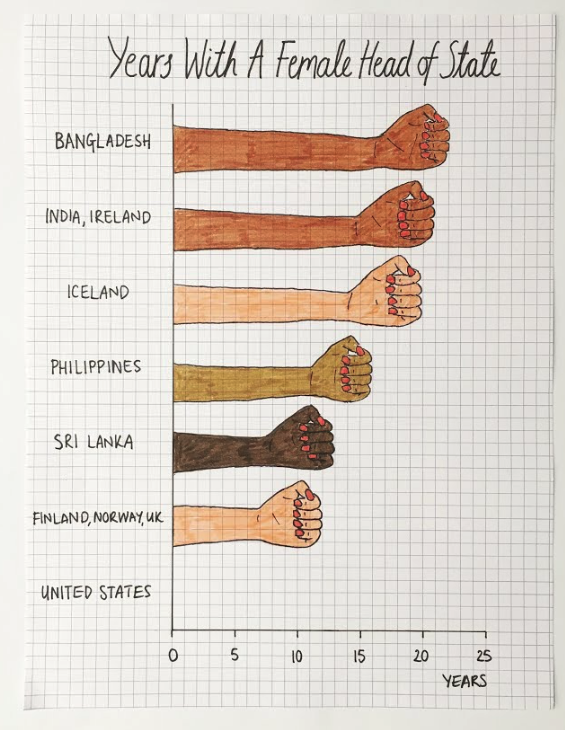 Years With A Female Head of State
BANGLADESH
INDIA, IRELAND
ICELAND
PHILIPPINES
SRI LANKA
FINLAND, NORWAY, UK
UNITED STATES
0 5 10 15 20 25
YEARS